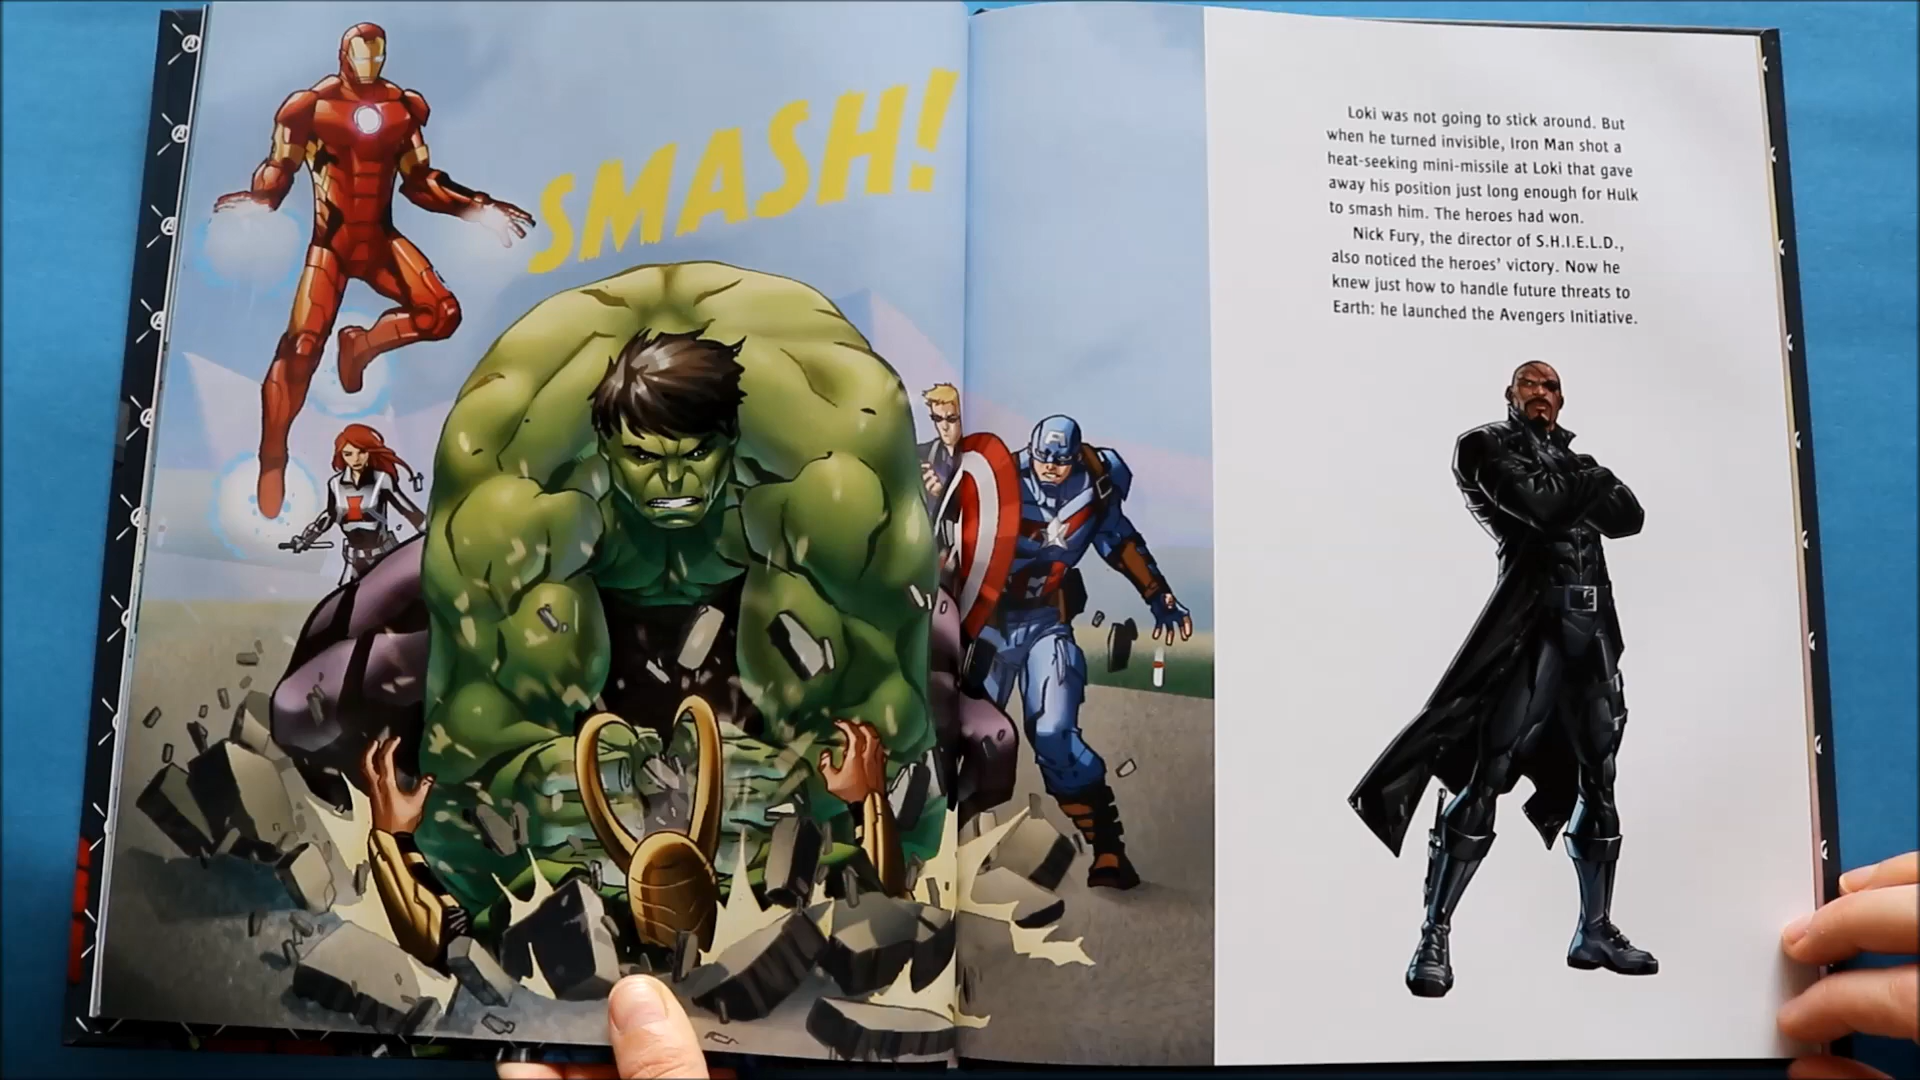 SMASH!
Loki was not going to stick around. But
when he turned invisible, Iron Man shot a
heat-seeking mini-missile at Loki that gave
away his position just long enough for Hulk
to smash him. The heroes had won.
Nick Fury, the director of S.H.I.E.L.D.,
also noticed the heroes' victory. Now he
knew just how to handle future threats to
Earth: he launched the Avengers Initiative.